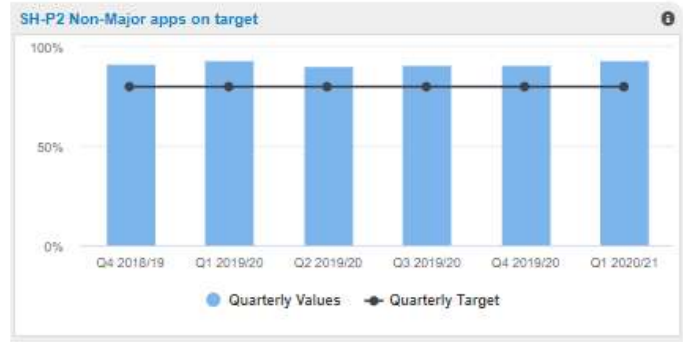 SH-P2 Non-Major apps on target
100%
50%
0%
Q4 2018/19 Q1 2019/20 Q2 2019/20 Q3 2019/20 Q4 2019/20 Q1 2020/21
Quarterly Values Quarterly Target